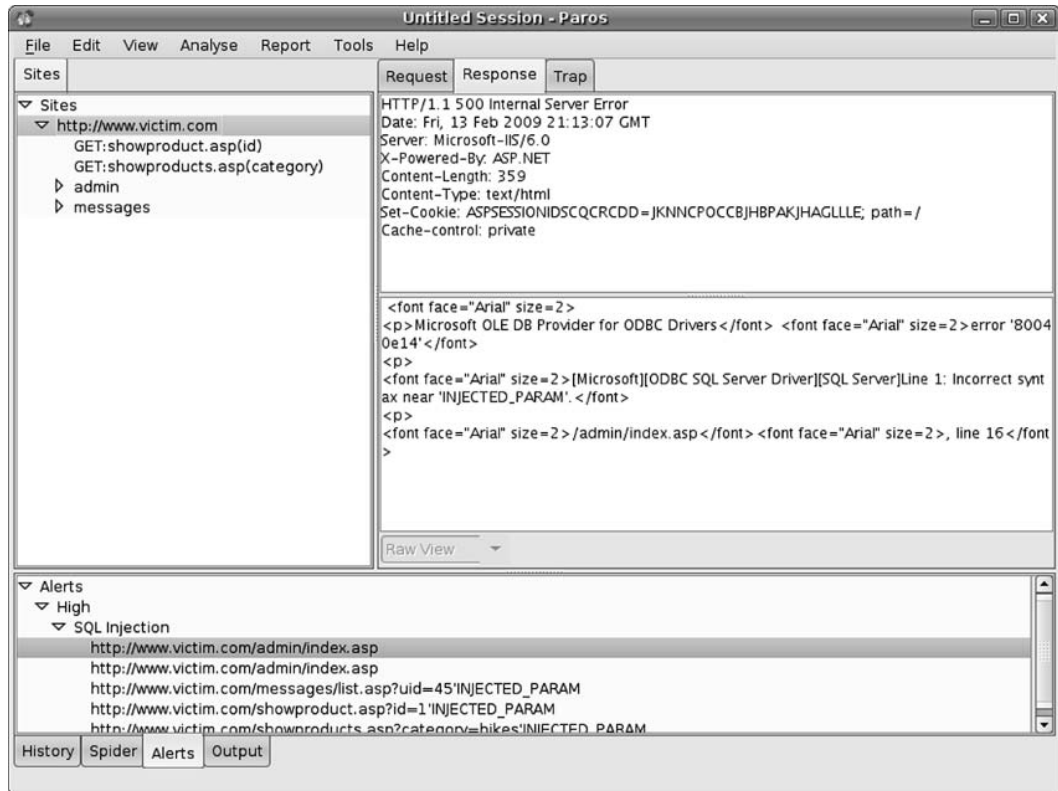 Untitled Session - Paros
File Edit View Analyse Report Tools Help
Sites
Sites
http://www.victim.com
GET:showproduct.asp(id)
GET:showproducts.asp(category)
admin
messages
Request Response Trap
HTTP/1.1 500 Internal Server Error
Date: Fri, 13 Feb 2009 21:13:07 GMT
Server: Microsoft-IIS/6.0
X-Powered-By: ASP.NET
Content-Length: 359
Content-Type: text/html
Set-Cookie: ASPSESSIONIDSCQCRCDD=JKNNCPOCCBJHBPAKJHAGLLLE; path=/
Cache-control: private
<font face="Arial" size=2>
<p>Microsoft OLE DB Provider for ODBC Drivers</font> <font face="Arial" size=2>error '8004
0e14'</font>
<p>
<font face="Arial" size=2>[Microsoft][ODBC SQL Server Driver][SQL Server]Line 1: Incorrect synt
ax near 'INJECTED_PARAM'.</font>
<p>
<font face="Arial" size=2>/admin/index.asp</font><font face="Arial" size=2>, line 16</font
>
Raw View
Alerts
High
SQL Injection
http://www.victim.com/admin/index.asp
http://www.victim.com/admin/index.asp
http://www.victim.com/messages/list.asp?uid=45'INJECTED_PARAM
http://www.victim.com/showproduct.asp?id=1'INJECTED_PARAM
http://www.victim.com/showproducts.asp?category=bikes'INJECTED_PARAM
History Spider Alerts Output